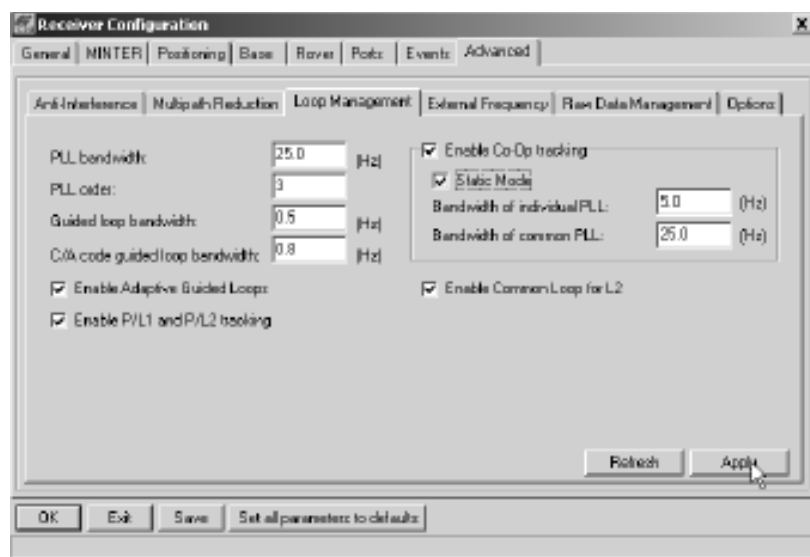 Receiver Configuration
General MINTER Positioning Base Rover Ports Events Advanced
Anti-Interference Multipath Reduction Loop Management External Frequency Raw Data Management Options
PLL bandwidth: 25.0 (Hz)
PLL order: 3
Guided loop bandwidth: 0.5 (Hz)
C/A code guided loop bandwidth: 0.8 (Hz)
Enable Adaptive Guided Loops
Enable P/L1 and P/L2 tracking
Enable Co-Op tracking
Static Mode
Bandwidth of individual PLL: 5.0 (Hz)
Bandwidth of common PLL: 25.0 (Hz)
Enable Common Loop for L2
Refresh Apply
OK Exit Save Set all parameters to defaults